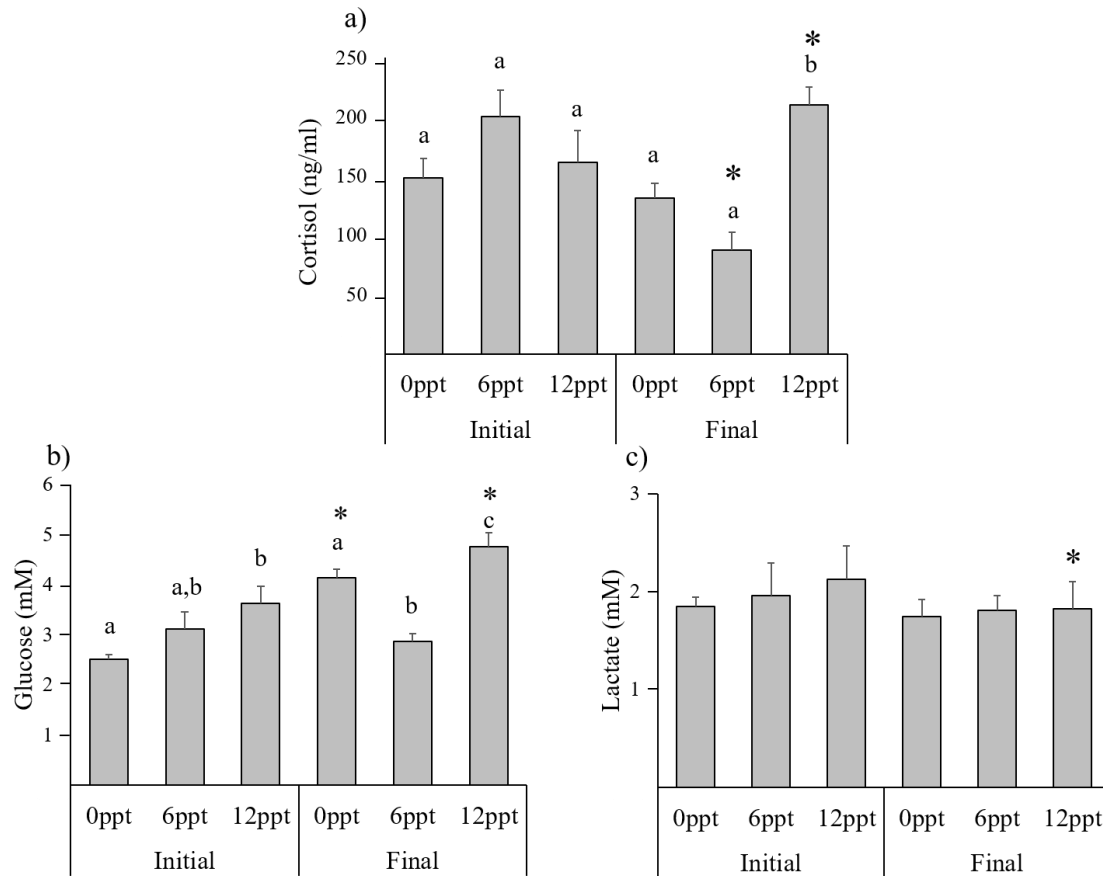 a)
Cortisol (ng/ml)
250
200
150
100
50
a
a
a
a
*
a
*
b
0ppt 6ppt 12ppt 0ppt 6ppt 12ppt
Initial Final
b)
Glucose (mM)
6
5
4
3
2
1
a
a,b
b
*
a
b
*
c
0ppt 6ppt 12ppt 0ppt 6ppt 12ppt
Initial Final
c)
Lactate (mM)
3
2
1
*
0ppt 6ppt 12ppt 0ppt 6ppt 12ppt
Initial Final